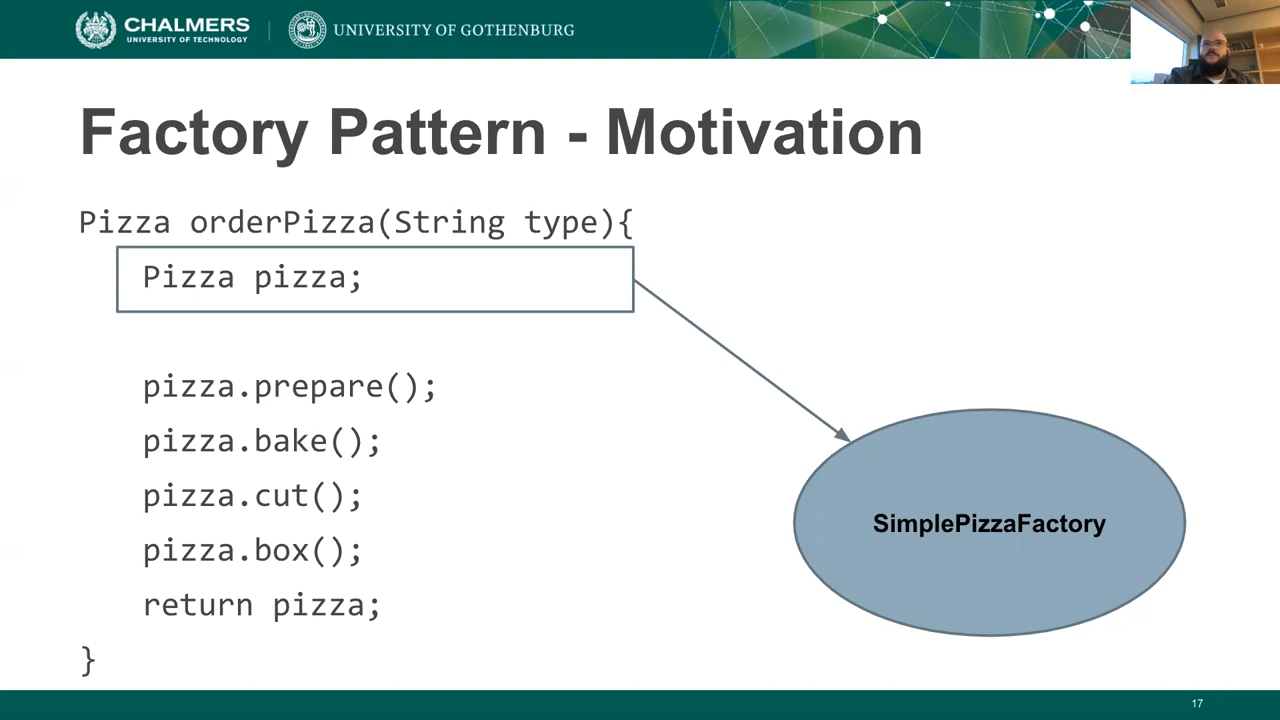 CHALMERS
UNIVERSITY OF TECHNOLOGY
UNIVERSITY OF GOTHENBURG
Factory Pattern - Motivation
Pizza orderPizza(String type){
Pizza pizza;
pizza.prepare();
pizza.bake();
pizza.cut();
pizza.box();
return pizza;
}
SimplePizzaFactory
17